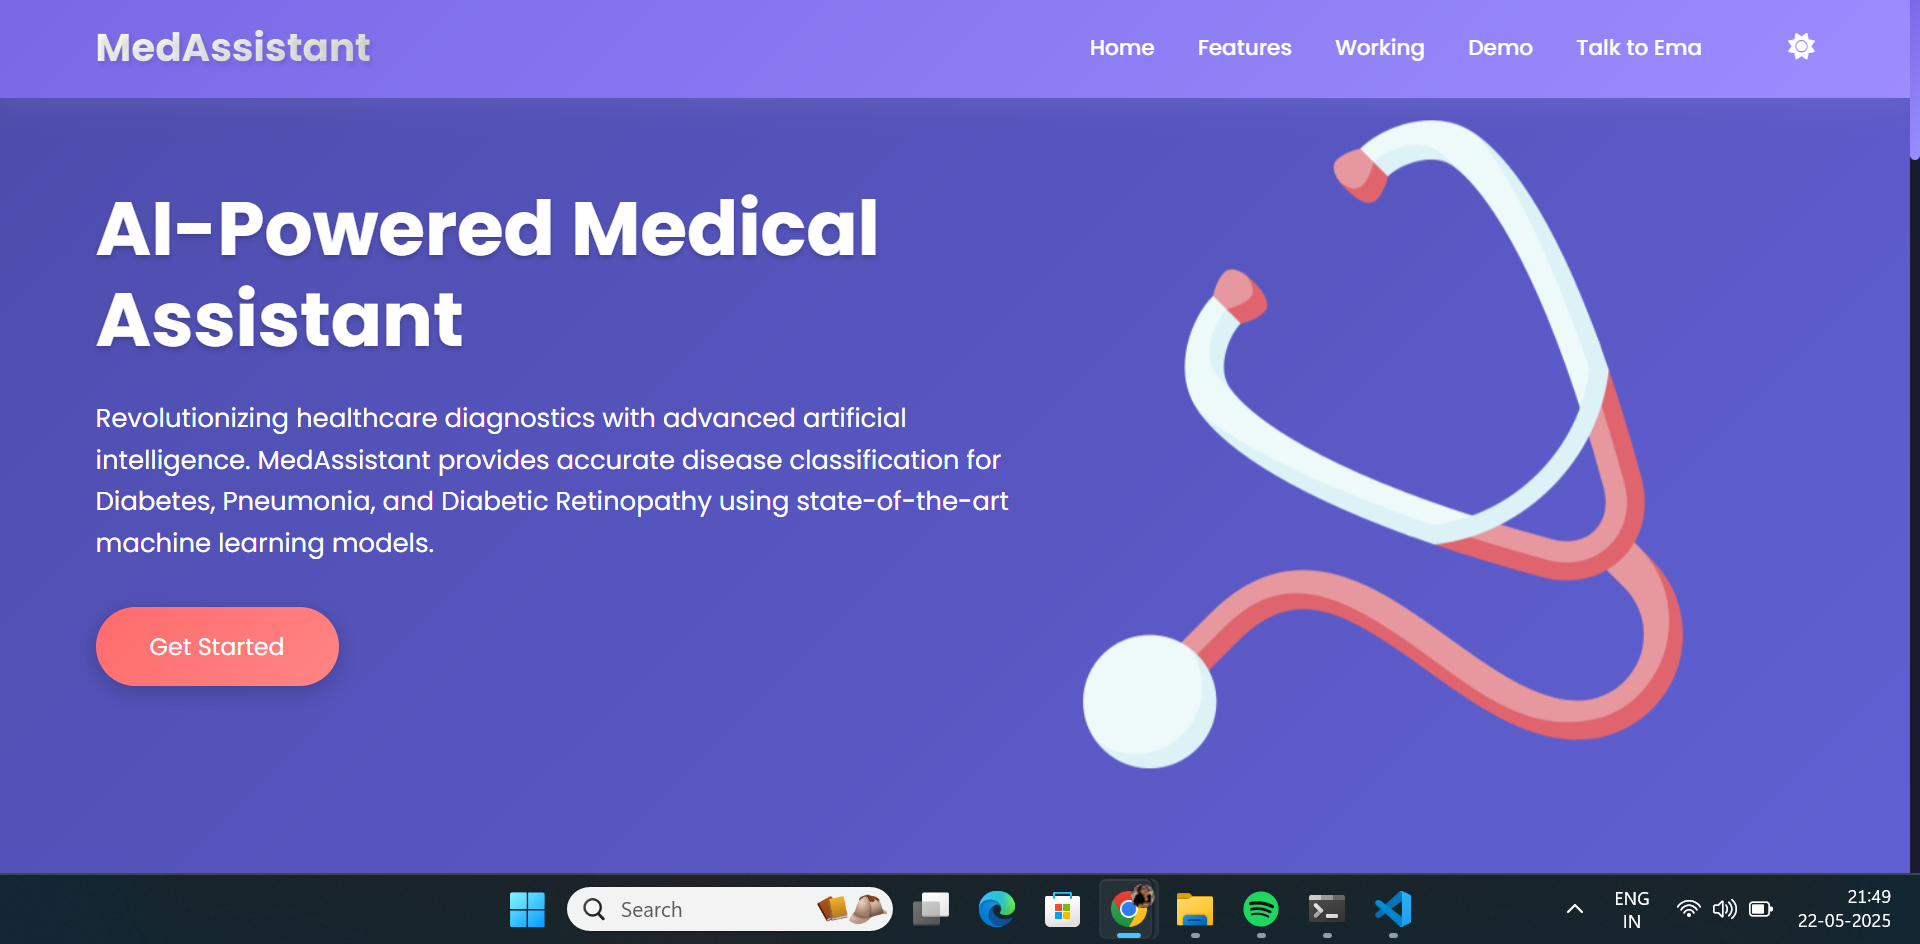 MedAssistant
Home Features Working Demo Talk to Ema
AI-Powered Medical
Assistant
Revolutionizing healthcare diagnostics with advanced artificial
intelligence. MedAssistant provides accurate disease classification for
Diabetes, Pneumonia, and Diabetic Retinopathy using state-of-the-art
machine learning models.
Get Started
Search
ENG
IN
21:49
22-05-2025